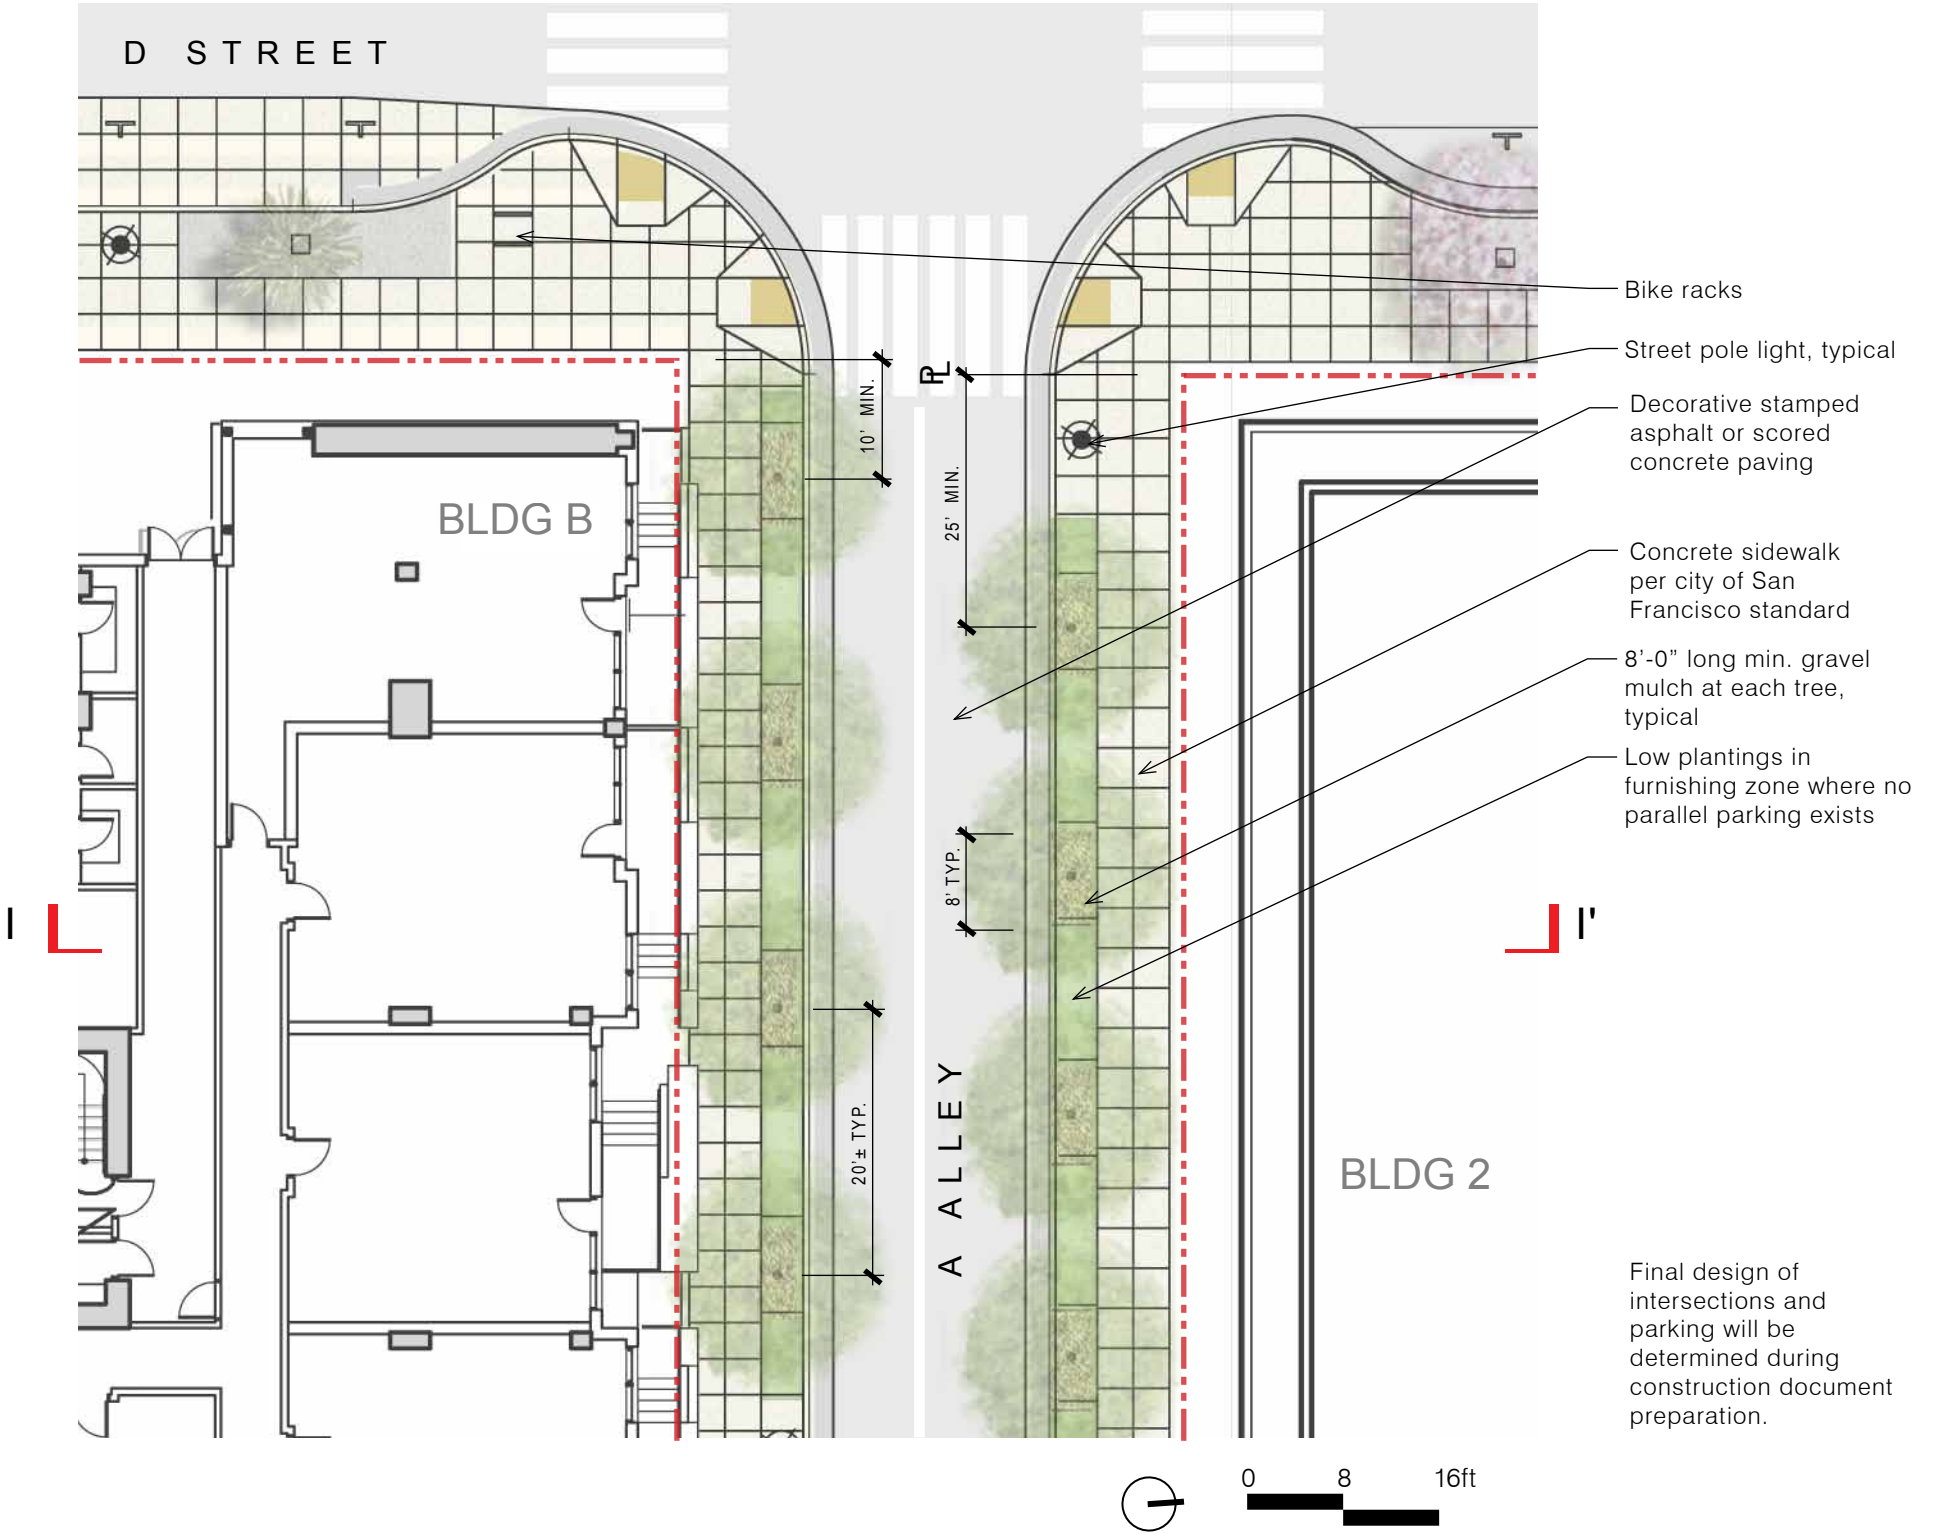 D STREET
Bike racks
Street pole light, typical
Decorative stamped
asphalt or scored
concrete paving
Concrete sidewalk
per city of San
Francisco standard
8’-0” long min. gravel
mulch at each tree,
typical
Low plantings in
furnishing zone where no
parallel parking exists
PL
10' MIN.
25' MIN.
BLDG B
8' TYP.
I
I'
20'± TYP.
A ALLEY
BLDG 2
Final design of
intersections and
parking will be
determined during
construction document
preparation.
0 8 16ft